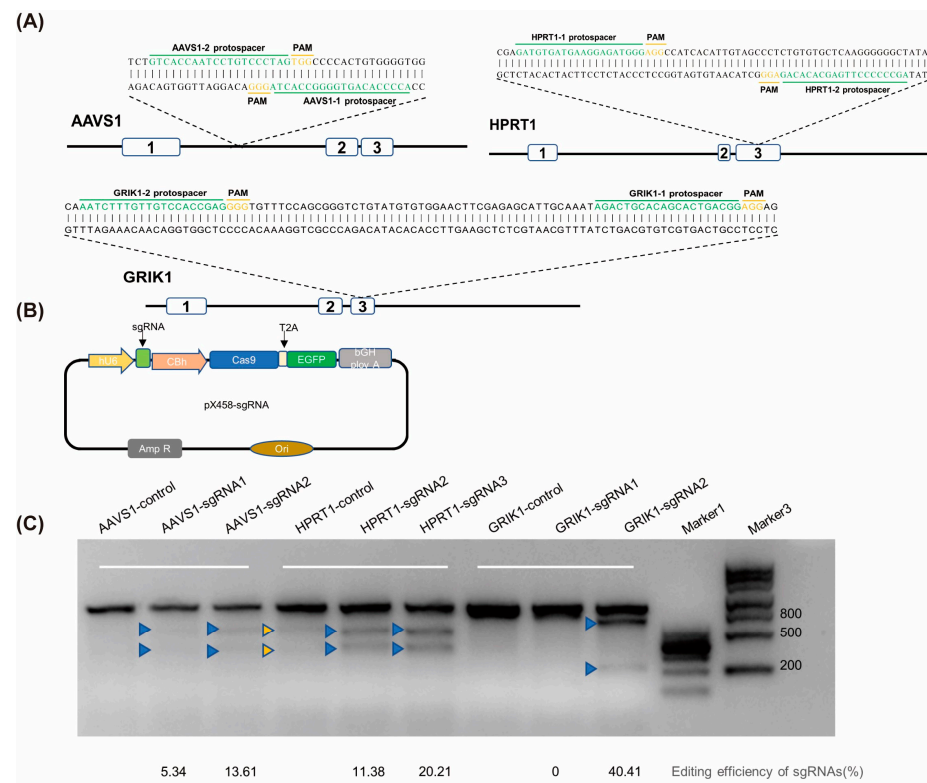 (A)
AAVS1-2 protospacer PAM
TCTGTCACCAATCCTGTCCCTAGTGGCCCCACTGTGGGGTGG
AGACAGTGGTTAGGACAGGGATCACCGGGGTGACACCCCACC
PAM AAVS1-1 protospacer
AAVS1
1 2 3
HPRT1-1 protospacer PAM
CGAGATGTGATGAAGGAGATGGGAGGCCATCACATTGTAGCCCTCTGTGTGCTCAAGGGGGGCTATA
GCTCTACACTACTTCCTCTACCCTCCGGTAGTGTAACATCGGGAGACACACGAGTTCCCCCCGATAT
PAM HPRT1-2 protospacer
HPRT1
1 2 3
GRIK1-2 protospacer PAM GRIK1-1 protospacer PAM
CAAATCTTTGTTGTCCACCGAGGGGTGTTTCCAGCGGGTCTGTATGTGTGGAACTTCGAGAGCATTGCAAATAGACTGCACAGCACTGACGGAGGAG
GTTTAGAAACAACAGGTGGCTCCCCACAAAGGTCGCCCAGACATACACACCTTGAAGCTCTCGTAACGTTTATCTGACGTGTCGTGACTGCCTCCTC
GRIK1
1 2 3
(B)
sgRNA T2A
hU6 CBh Cas9 EGFP bGH
ploy A
pX458-sgRNA
Amp R Ori
(C)
AAVS1-control AAVS1-sgRNA1 AAVS1-sgRNA2 HPRT1-control HPRT1-sgRNA2 HPRT1-sgRNA3 GRIK1-control GRIK1-sgRNA1 GRIK1-sgRNA2 Marker1 Marker3
800
500
200
5.34 13.61 11.38 20.21 0 40.41 Editing efficiency of sgRNAs(%)